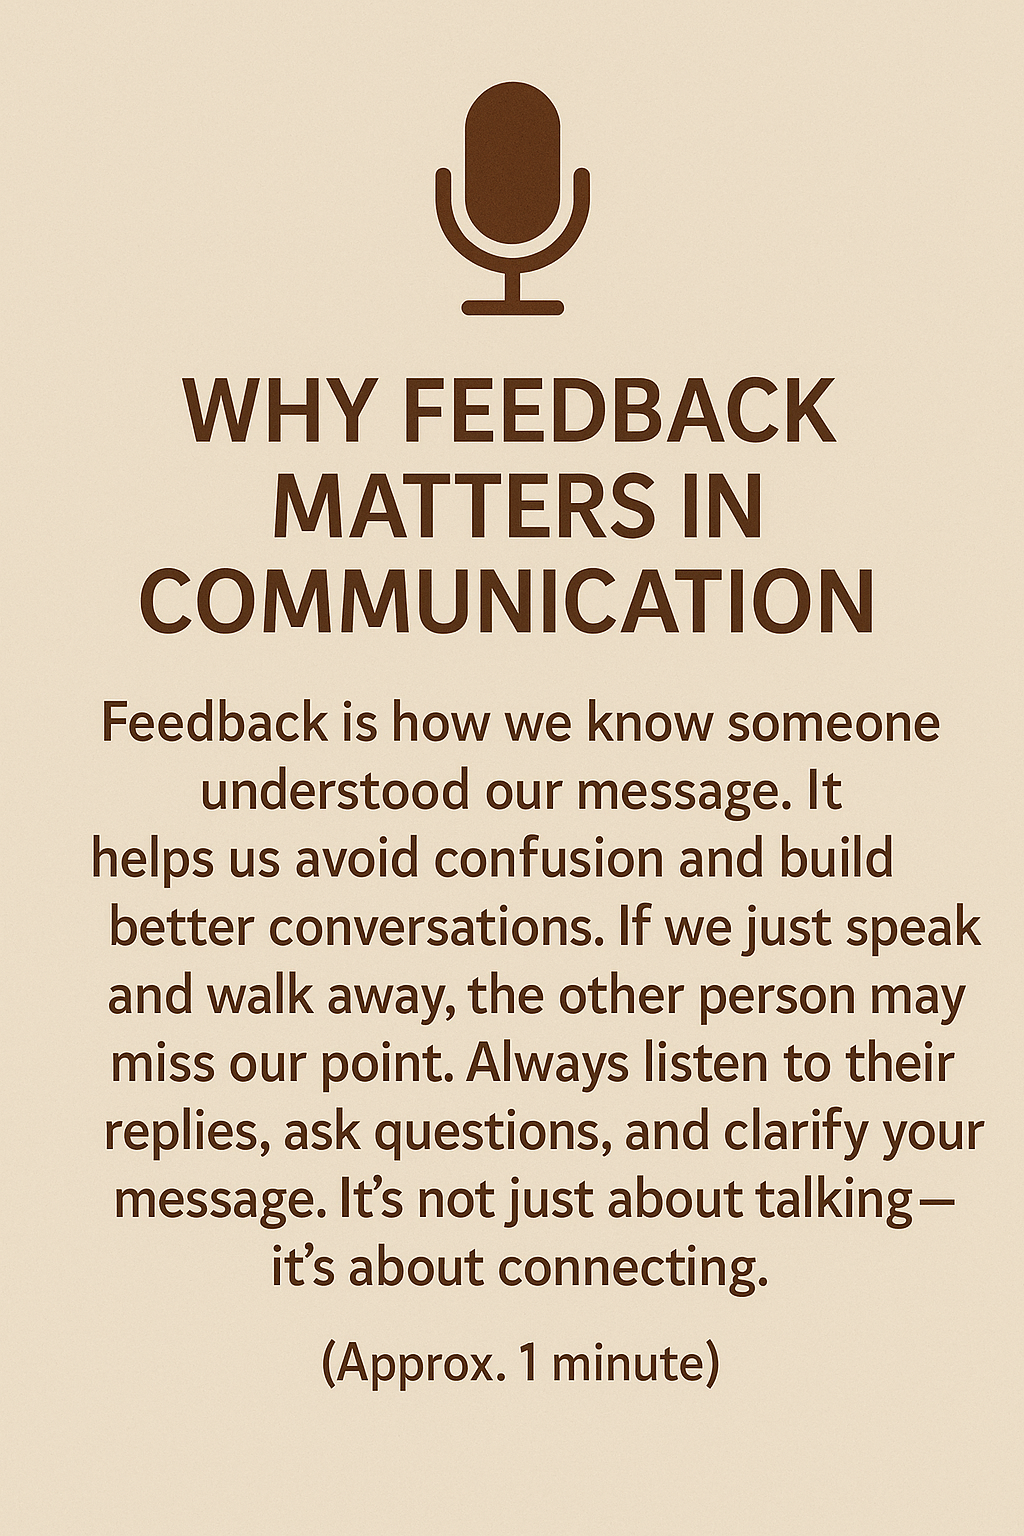 WHY FEEDBACK
MATTERS IN
COMMUNICATION
Feedback is how we know someone
understood our message. It
helps us avoid confusion and build
better conversations. If we just speak
and walk away, the other person may
miss our point. Always listen to their
replies, ask questions, and clarify your
message. It’s not just about talking—
it’s about connecting.
(Approx. 1 minute)